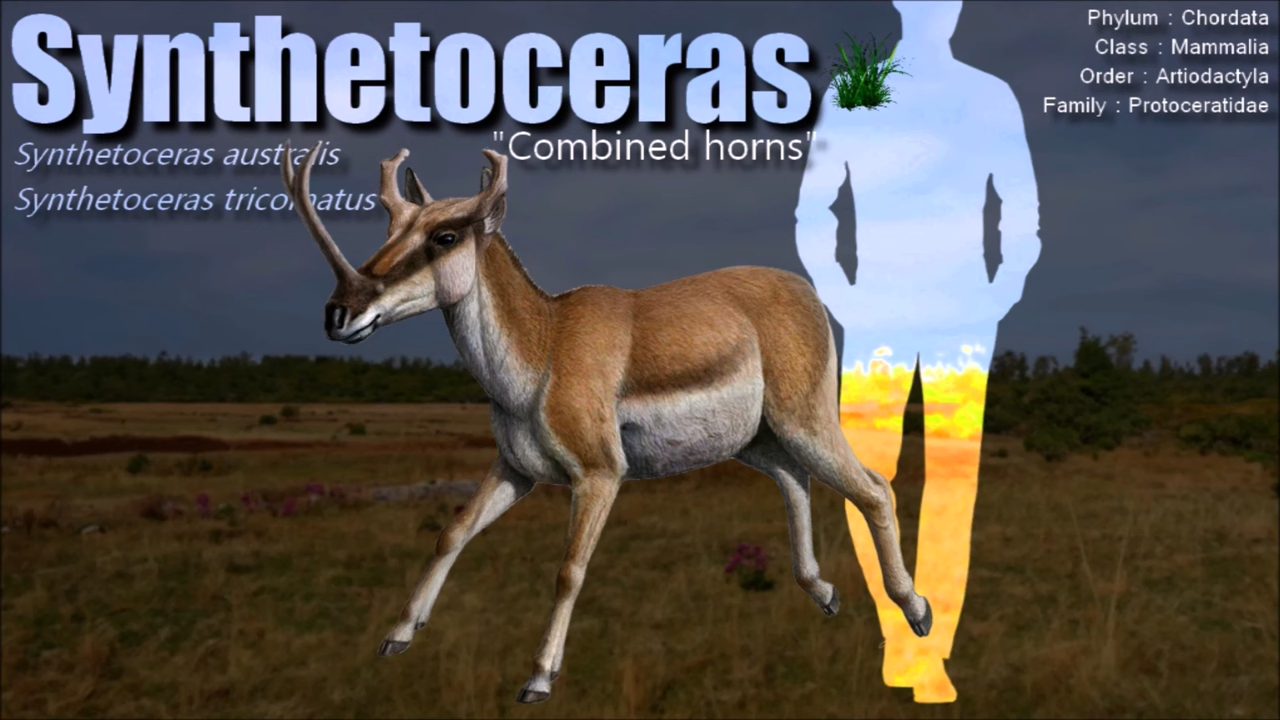 Synthetoceras
"Combined horns"
Synthetoceras australis
Synthetoceras tricornatus
Phylum : Chordata
Class : Mammalia
Order : Artiodactyla
Family : Protoceratidae